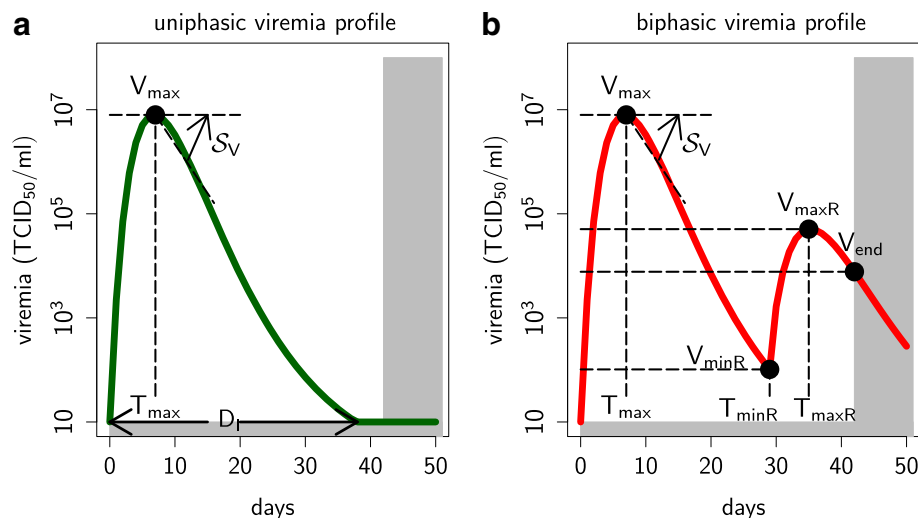 a
uniphasic viremia profile
viremia (TCID50/ml)
10^7
10^5
10^3
10
V_max
S_V
T_max
D_I
0 10 20 30 40 50
days
b
biphasic viremia profile
viremia (TCID50/ml)
10^7
10^5
10^3
10
V_max
S_V
V_maxR
V_end
V_minR
T_max
T_minR
T_maxR
0 10 20 30 40 50
days